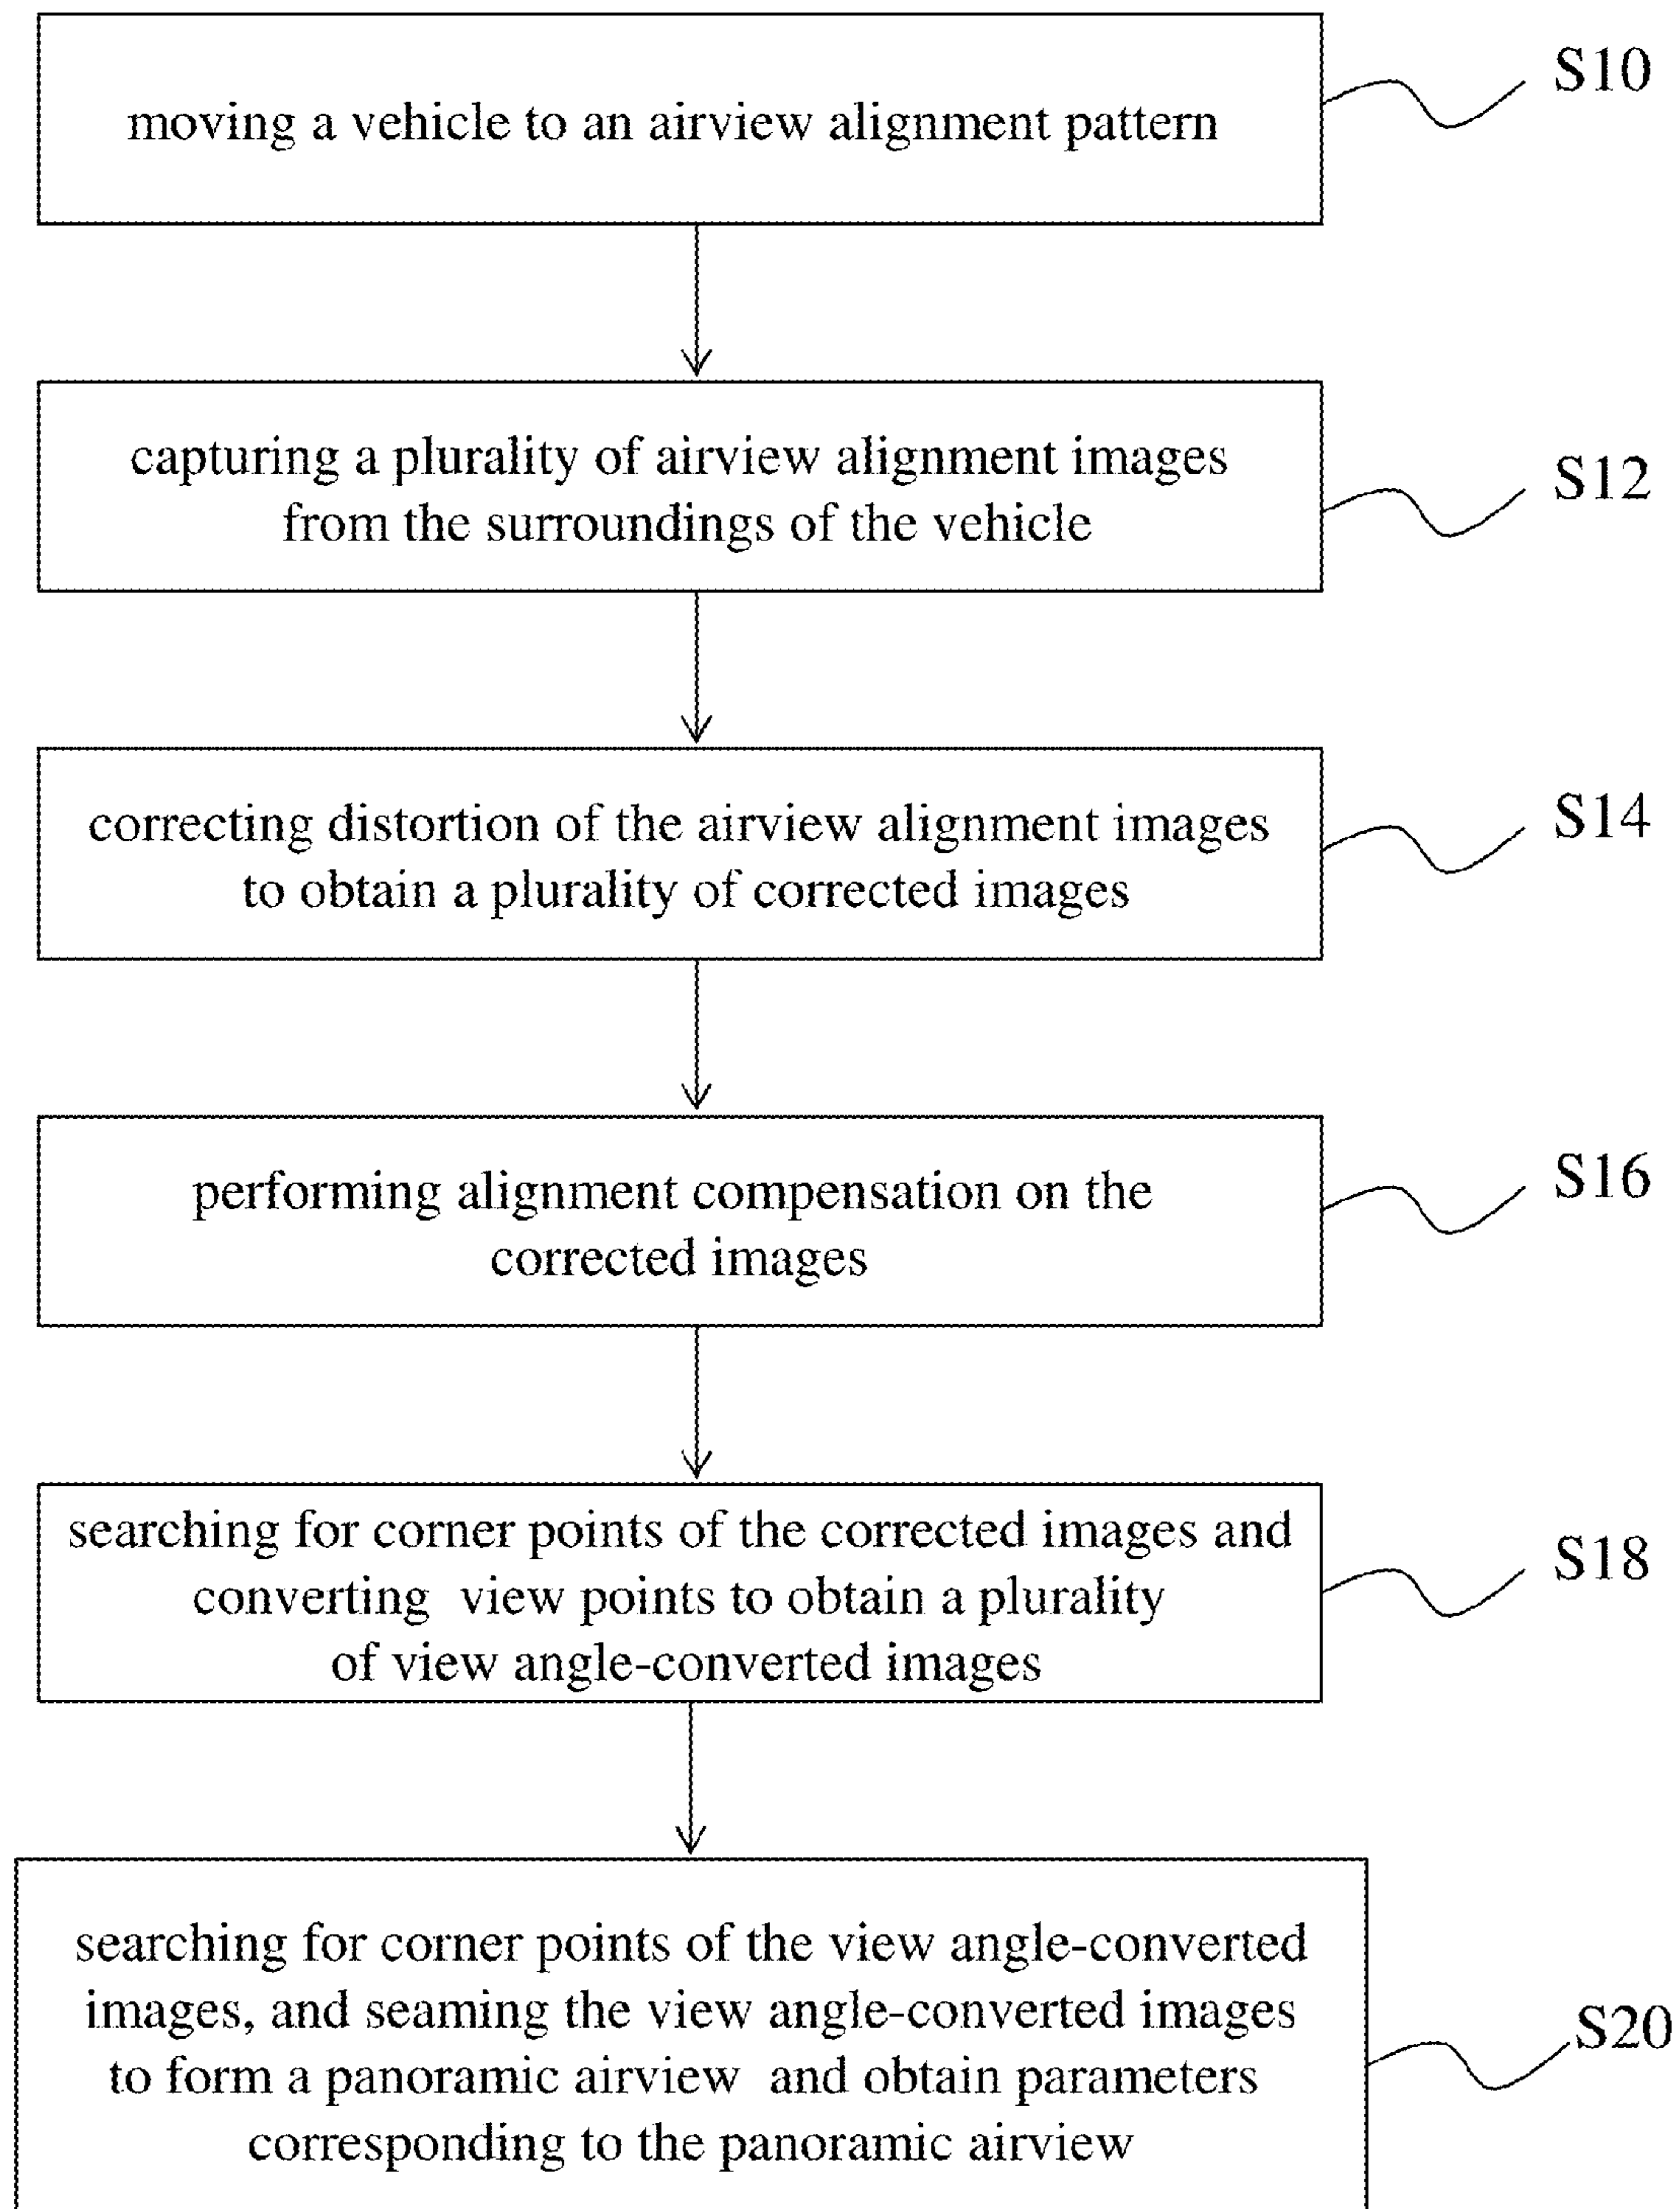 moving a vehicle to an airview alignment pattern
S10
capturing a plurality of airview alignment images
from the surroundings of the vehicle
S12
correcting distortion of the airview alignment images
to obtain a plurality of corrected images
S14
performing alignment compensation on the
corrected images
S16
searching for corner points of the corrected images and
converting view points to obtain a plurality
of view angle-converted images
S18
searching for corner points of the view angle-converted
images, and seaming the view angle-converted images
to form a panoramic airview and obtain parameters
corresponding to the panoramic airview
S20